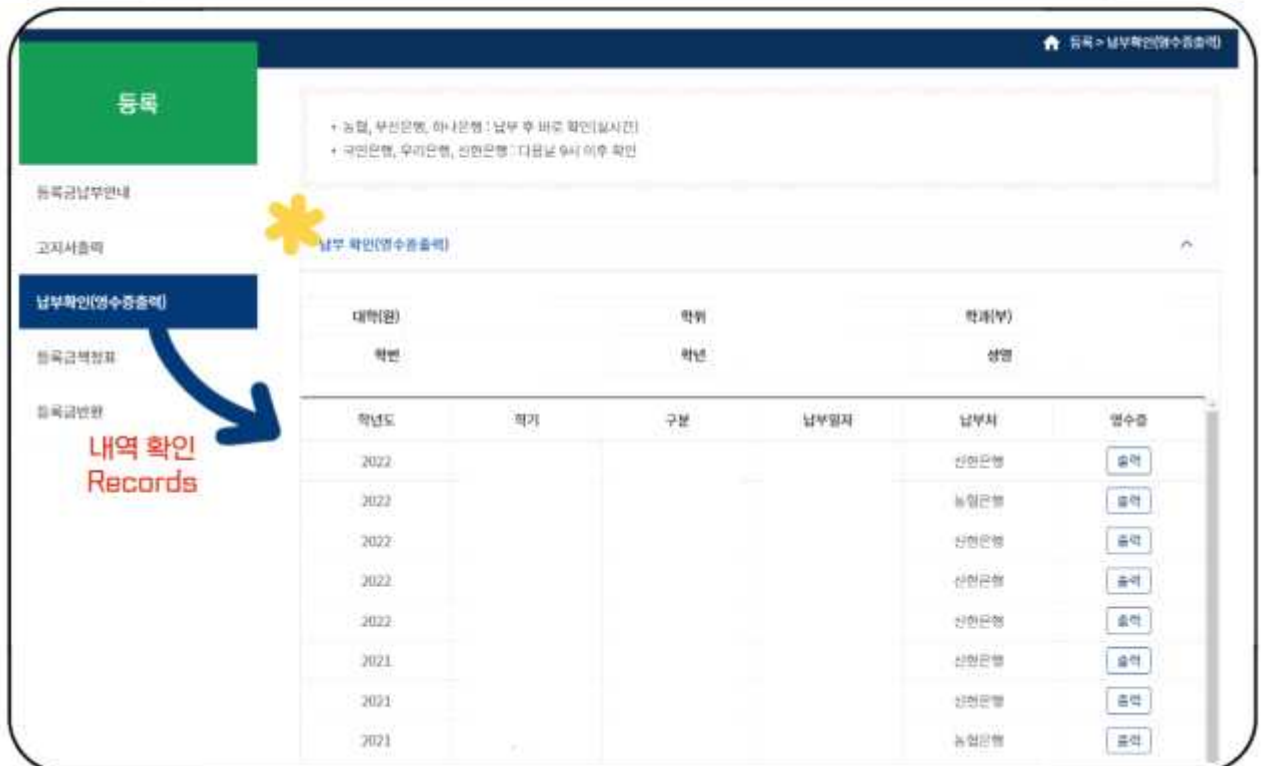 등록 > 납부확인(영수증출력)
등록
• 농협, 부산은행, 하나은행 : 납부 후 바로 확인(실시간)
• 국민은행, 우리은행, 신한은행 : 다음날 9시 이후 확인
등록금납부안내
고지서출력
납부확인(영수증출력)
등록금책정표
등록금반환
내역 확인
Records
납부 확인(영수증출력)
대학(원) 학위 학과(부)
학번 학년 성명
학년도 학기 구분 납부일자 납부처 영수증
2022 신한은행 출력
2022 농협은행 출력
2022 신한은행 출력
2022 신한은행 출력
2022 신한은행 출력
2021 신한은행 출력
2021 신한은행 출력
2021 농협은행 출력